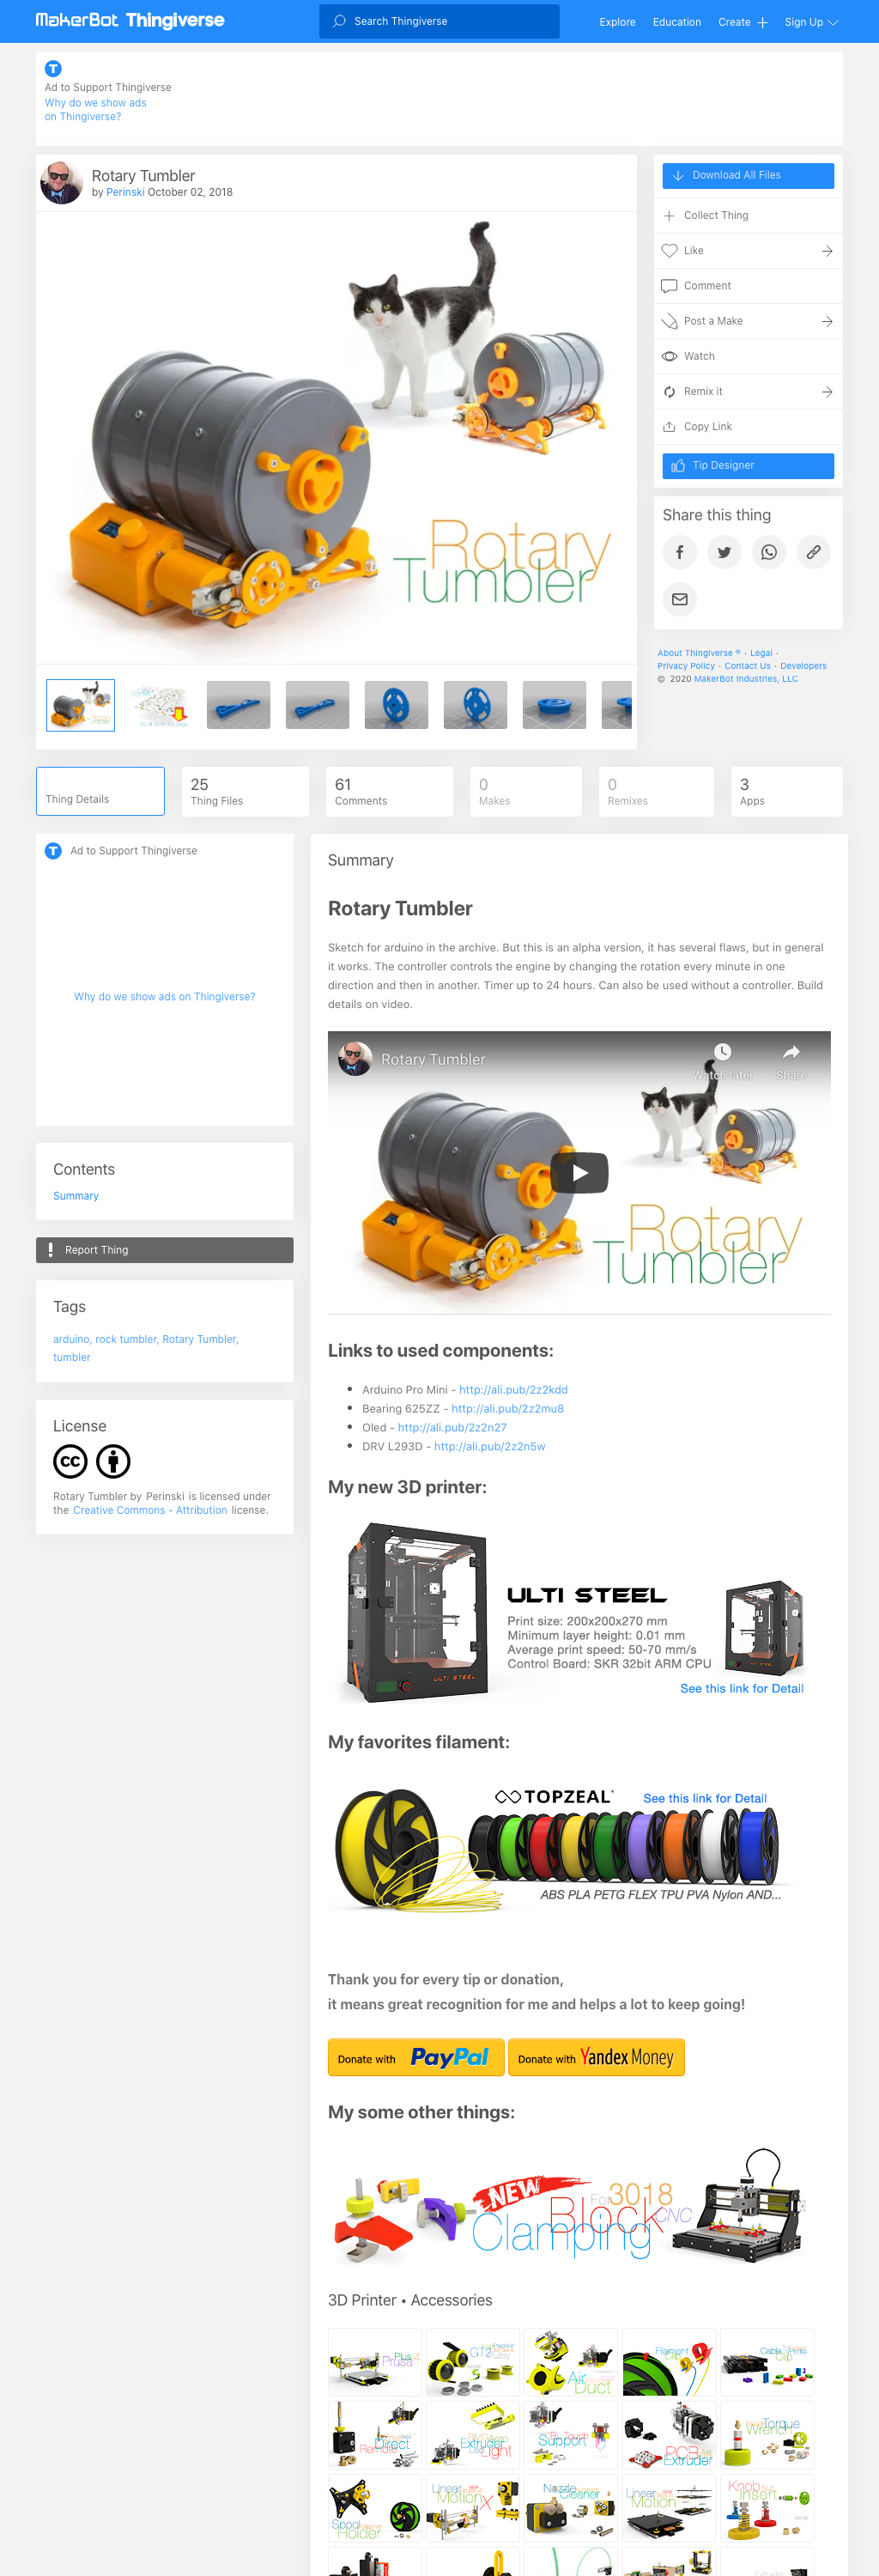 MakerBot Thingiverse
Search Thingiverse
Explore
Education
Create
Sign Up
Ad to Support Thingiverse
Why do we show ads
on Thingiverse?
Rotary Tumbler
by Perinski October 02, 2018
Rotary
Tumbler
Download All Files
Collect Thing
Like
Comment
Post a Make
Watch
Remix it
Copy Link
Tip Designer
Share this thing
About Thingiverse ® · Legal ·
Privacy Policy · Contact Us · Developers
© 2020 MakerBot Industries, LLC
Thing Details
25
Thing Files
61
Comments
0
Makes
0
Remixes
3
Apps
Ad to Support Thingiverse
Why do we show ads on Thingiverse?
Contents
Summary
Report Thing
Tags
arduino, rock tumbler, Rotary Tumbler,
tumbler
License
cc
Rotary Tumbler by Perinski is licensed under
the Creative Commons - Attribution license.
Summary
Rotary Tumbler
Sketch for arduino in the archive. But this is an alpha version, it has several flaws, but in general
it works. The controller controls the engine by changing the rotation every minute in one
direction and then in another. Timer up to 24 hours. Can also be used without a controller. Build
details on video.
Rotary Tumbler
Watch later
Share
Rotary
Tumbler
Links to used components:
• Arduino Pro Mini - http://ali.pub/2z2kdd
• Bearing 625ZZ - http://ali.pub/2z2mu8
• Oled - http://ali.pub/2z2n27
• DRV L293D - http://ali.pub/2z2n5w
My new 3D printer:
ULTI STEEL
Print size: 200x200x270 mm
Minimum layer height: 0.01 mm
Average print speed: 50-70 mm/s
Control Board: SKR 32bit ARM CPU
See this link for Detail
ULTI STEEL
My favorites filament:
TOPZEAL
See this link for Detail
ABS PLA PETG FLEX TPU PVA Nylon AND...
Thank you for every tip or donation,
it means great recognition for me and helps a lot to keep going!
Donate with PayPal
Donate with Yandex Money
My some other things:
NEW
For 3018
Block CNC
Clamping
3D Printer • Accessories
Plus
Prusa
GT2
Pulley
Air
Duct
Filament
Clip
Cable
Clip
Direct
Remote
Extruder
Light
Touch
Support
PCB
Extruder
Torque
Wrench
Spool
Holder
Linear
Motion X
Nozzle
Cleaner
Linear
Motion
Knob
Insert